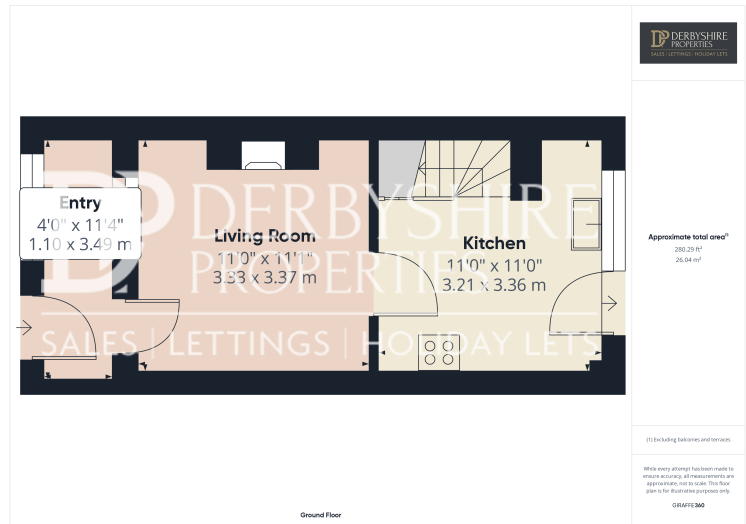 DP DERBYSHIRE
PROPERTIES
SALES | LETTINGS | HOLIDAY LETS
Entry
4'0" x 11'4"
1.10 x 3.49 m
Living Room
11'0" x 11'1"
3.33 x 3.37 m
Kitchen
11'0" x 11'0"
3.21 x 3.36 m
DP DERBYSHIRE
PROPERTIES
SALES | LETTINGS | HOLIDAY LETS
Ground Floor
Approximate total area(1)
280.29 ft²
26.04 m²
(1) Excluding balconies and terraces
While every attempt has been made to
ensure accuracy, all measurements are
approximate, not to scale. This floor
plan is for illustrative purposes only.
GIRAFFE360